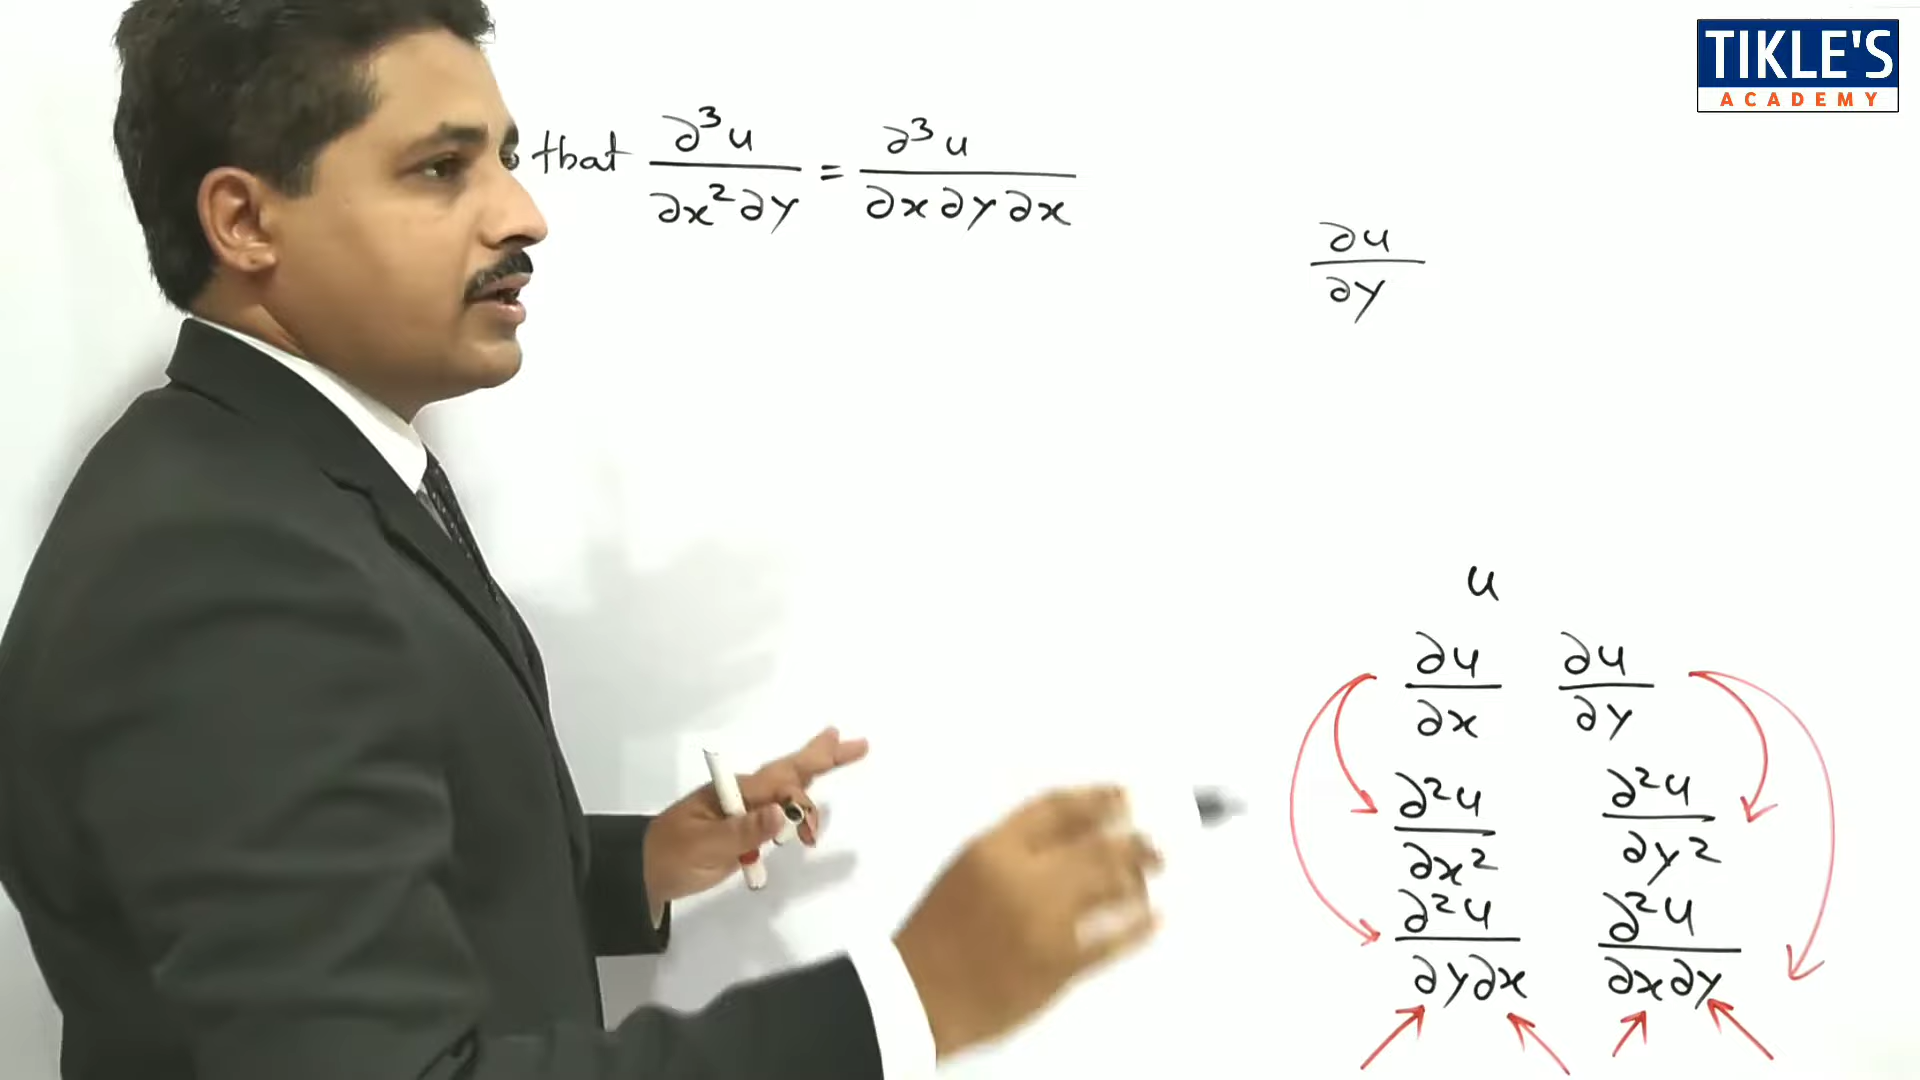 TIKLE'S
ACADEMY
that ∂³u/∂x²∂y = ∂³u/∂x∂y∂x
∂u/∂y
u
∂u/∂x ∂u/∂y
∂²u/∂x² ∂²u/∂y²
∂²u/∂y∂x ∂²u/∂x∂y